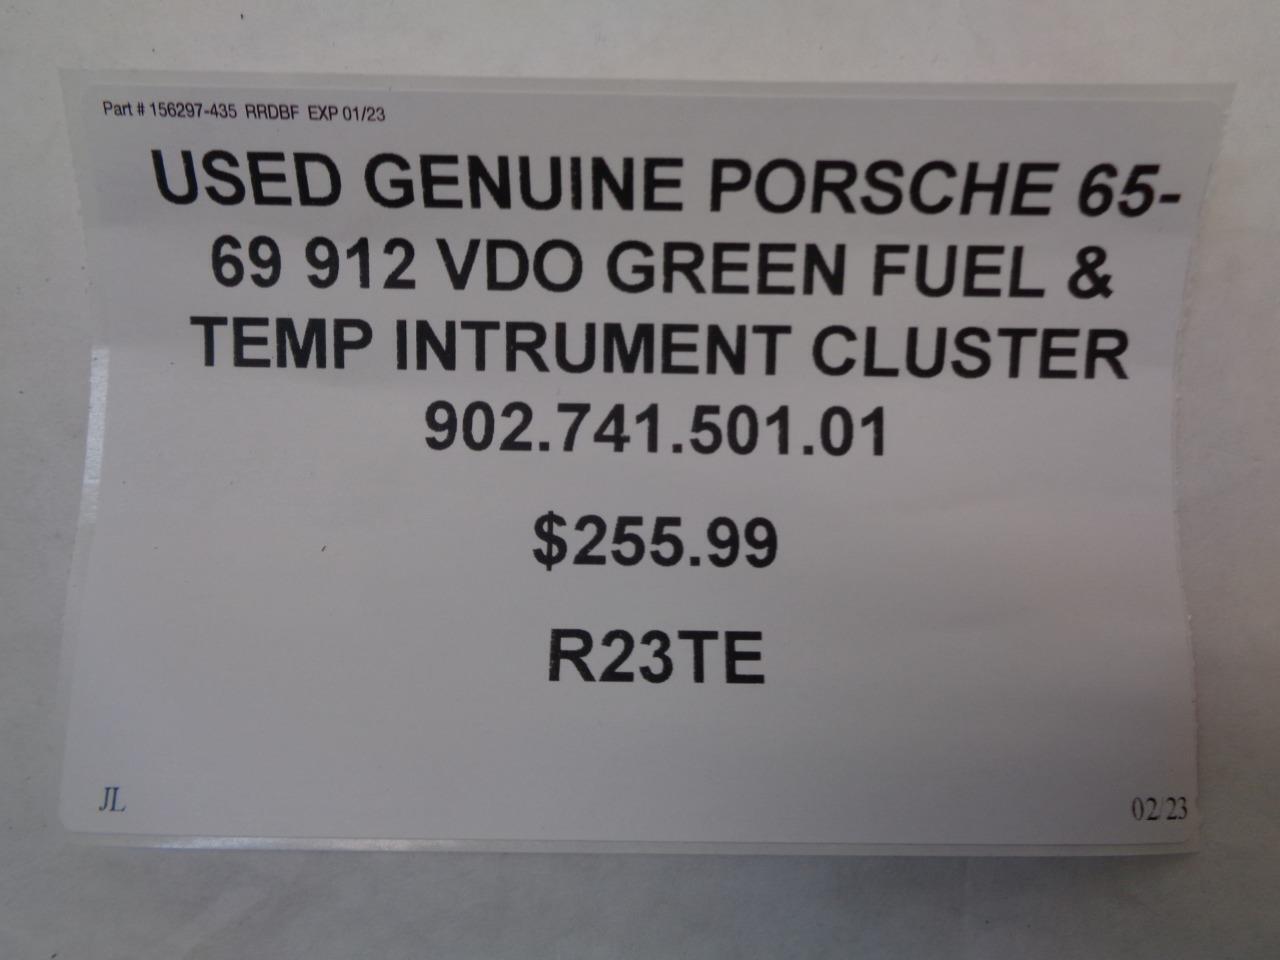 Part # 156297-435 RRDBF EXP 01/23
USED GENUINE PORSCHE 65-
69 912 VDO GREEN FUEL &
TEMP INTRUMENT CLUSTER
902.741.501.01
$255.99
R23TE
JL 02/23